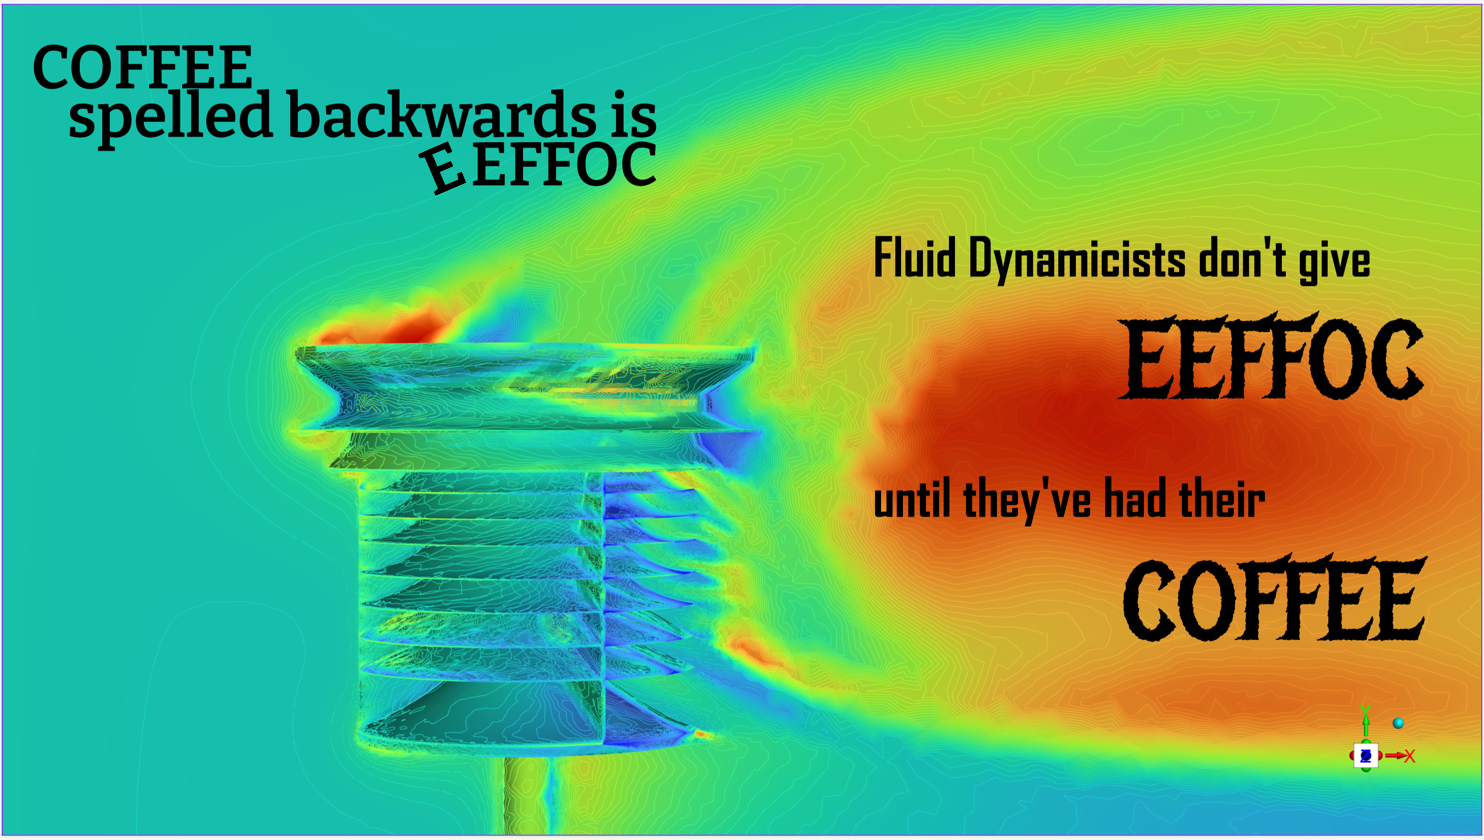 COFFEE
spelled backwards is
EEFFOC
Fluid Dynamicists don't give
EEFFOC
until they've had their
COFFEE
Y
Z
X